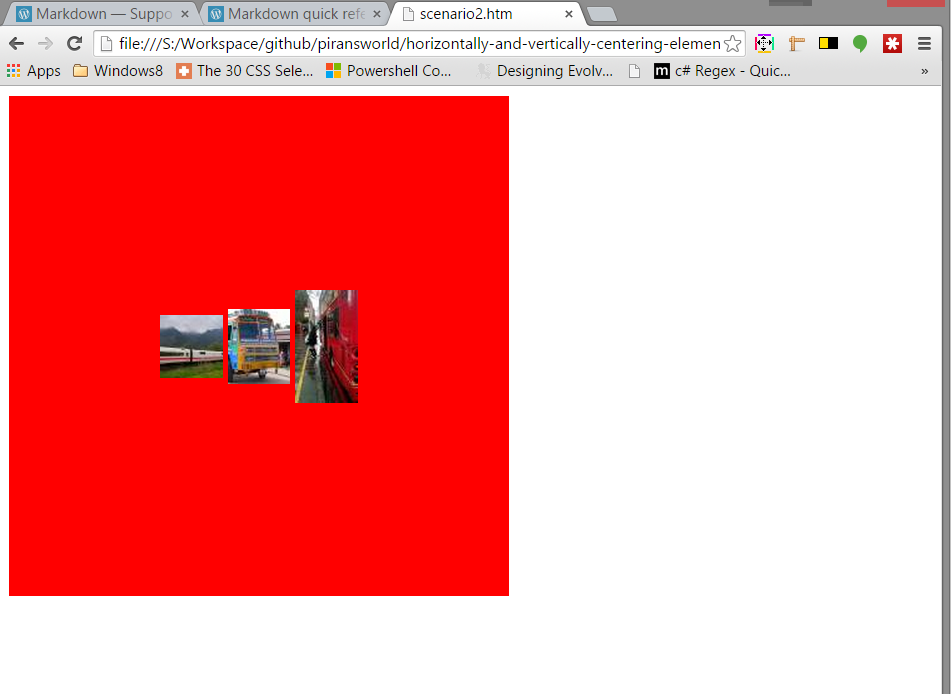 Markdown — Suppo
Markdown quick refe
scenario2.htm
file:///S:/Workspace/github/piransworld/horizontally-and-vertically-centering-elemen
Apps Windows8 The 30 CSS Sele... Powershell Co... Designing Evolv... m c# Regex - Quic... »